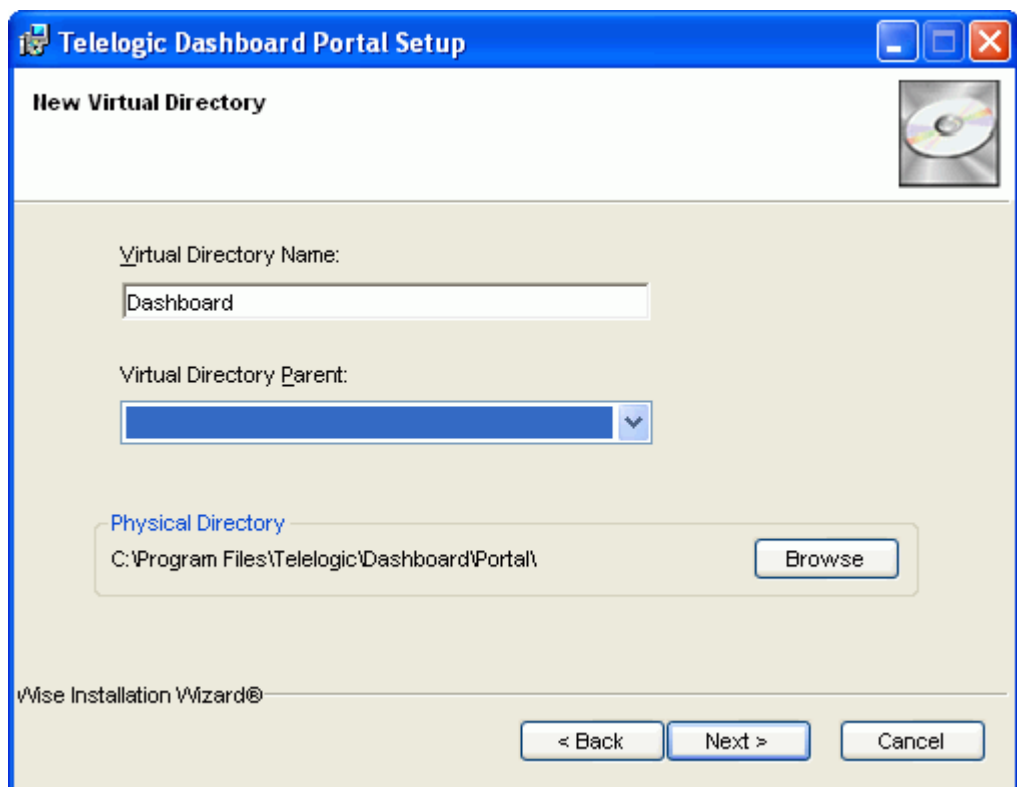 Telelogic Dashboard Portal Setup
New Virtual Directory
Virtual Directory Name:
Dashboard
Virtual Directory Parent:
Physical Directory
C:\Program Files\Telelogic\Dashboard\Portal\
Browse
Wise Installation Wizard®
< Back
Next >
Cancel